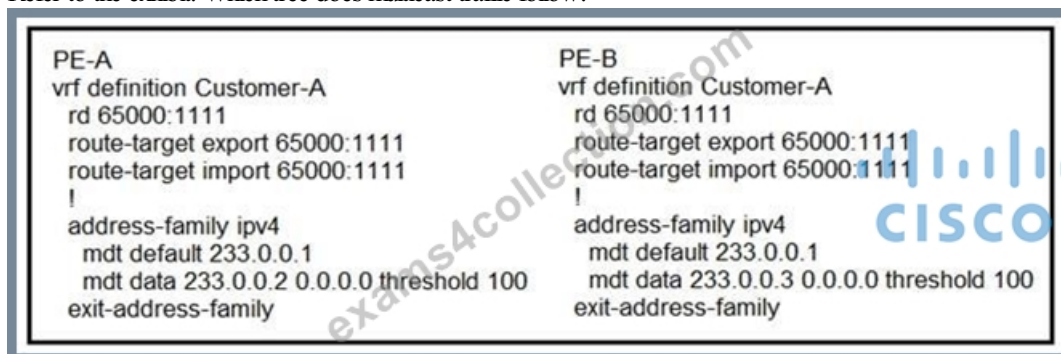 PE-A
vrf definition Customer-A
rd 65000:1111
route-target export 65000:1111
route-target import 65000:1111
!
address-family ipv4
mdt default 233.0.0.1
mdt data 233.0.0.2 0.0.0.0 threshold 100
exit-address-family
PE-B
vrf definition Customer-A
rd 65000:1111
route-target export 65000:1111
route-target import 65000:1111
!
address-family ipv4
mdt default 233.0.0.1
mdt data 233.0.0.3 0.0.0.0 threshold 100
exit-address-family
exams4collection.com
CISCO